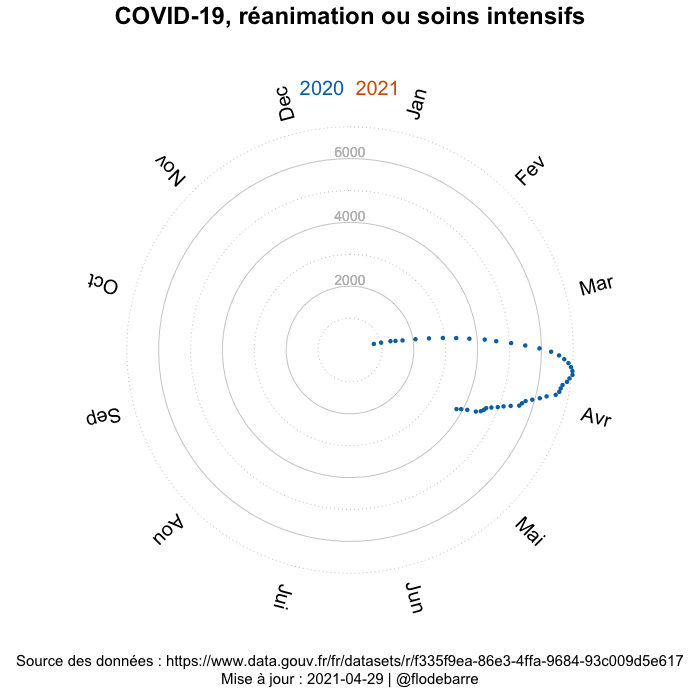 COVID-19, réanimation ou soins intensifs
2020 2021
Jan
Fev
Mar
Avr
Mai
Jun
Jui
Aou
Sep
Oct
Nov
Dec
6000
4000
2000
Source des données : https://www.data.gouv.fr/fr/datasets/r/f335f9ea-86e3-4ffa-9684-93c009d5e617
Mise à jour : 2021-04-29 | @flodebarre